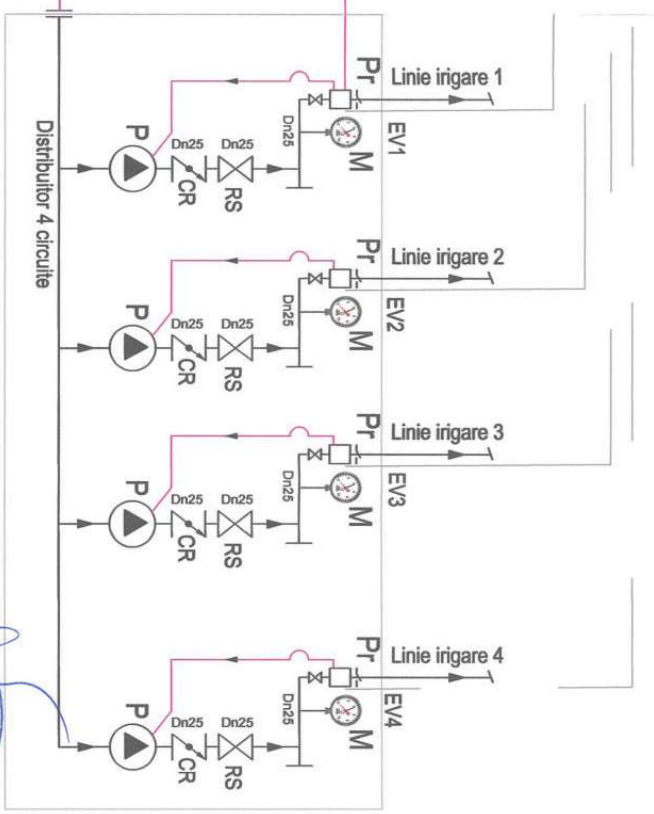 Pr
Linie irigare 1
EV1
M
Dn25
P
Dn25
CR
Dn25
RS
Pr
Linie irigare 2
EV2
M
Dn25
P
Dn25
CR
Dn25
RS
Pr
Linie irigare 3
EV3
M
Dn25
P
Dn25
CR
Dn25
RS
Pr
Linie irigare 4
EV4
M
Dn25
P
Dn25
CR
Dn25
RS
Distribuitor 4 circuite